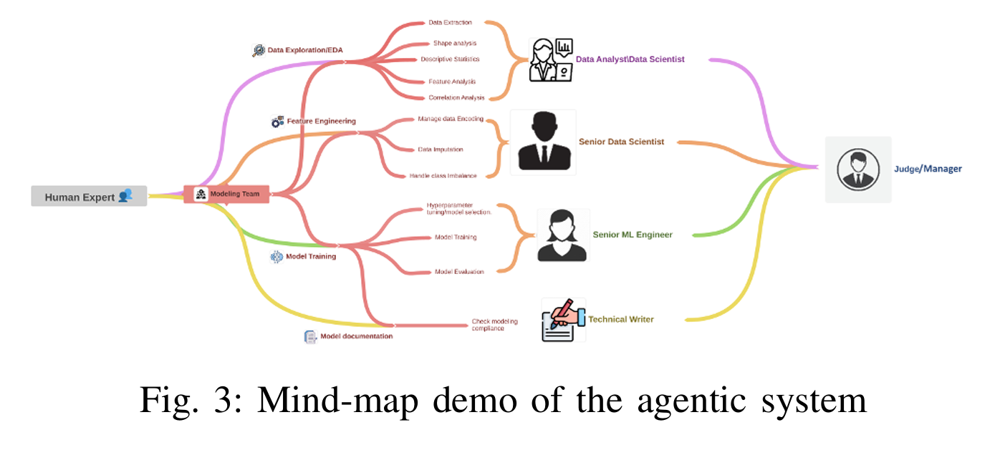 Human Expert
Modeling Team
Data Exploration/EDA
Data Extraction
Shape analysis
Descriptive Statistics
Feature Analysis
Correlation Analysis
Data Analyst\Data Scientist
Feature Engineering
Manage data Encoding
Data Imputation
Handle class Imbalance
Senior Data Scientist
Model Training
Hyperparameter
tuning/model selection.
Model Training
Model Evaluation
Senior ML Engineer
Model documentation
Check modeling
compliance
Technical Writer
Judge/Manager
Fig. 3: Mind-map demo of the agentic system